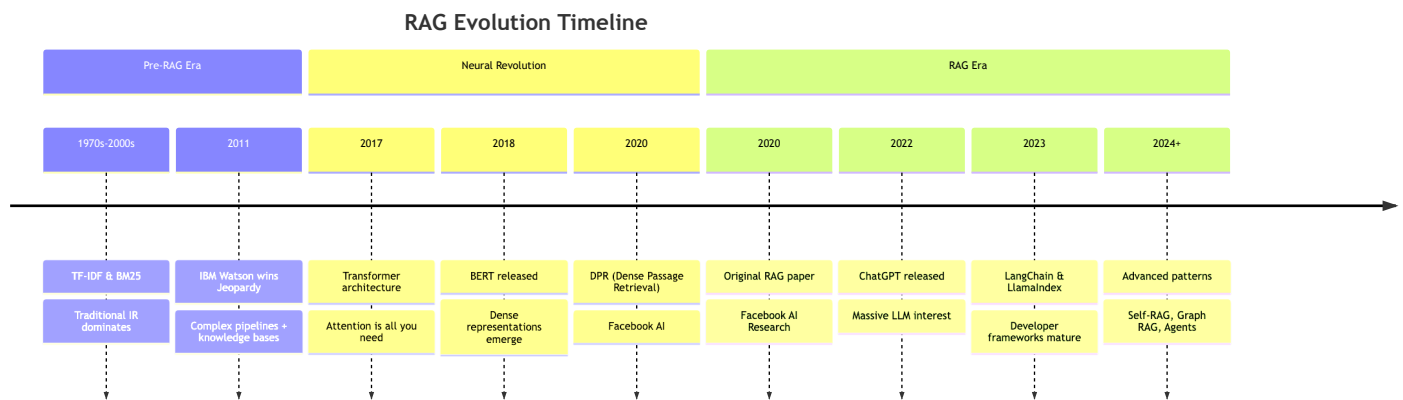 RAG Evolution Timeline
Pre-RAG Era
Neural Revolution
RAG Era
1970s-2000s
2011
2017
2018
2020
2020
2022
2023
2024+
TF-IDF & BM25
Traditional IR
dominates
IBM Watson wins
Jeopardy
Complex pipelines +
knowledge bases
Transformer
architecture
Attention is all you
need
BERT released
Dense
representations
emerge
DPR (Dense Passage
Retrieval)
Facebook AI
Original RAG paper
Facebook AI
Research
ChatGPT released
Massive LLM interest
LangChain &
LlamaIndex
Developer
frameworks mature
Advanced patterns
Self-RAG, Graph
RAG, Agents